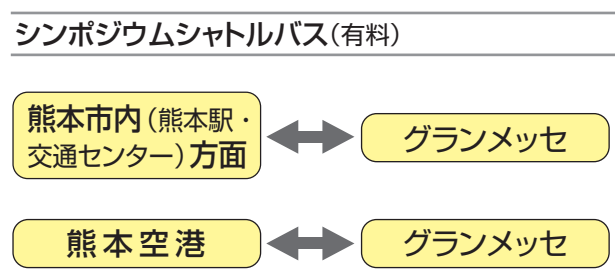 シンポジウムシャトルバス(有料)
熊本市内(熊本駅・
交通センター)方面
グランメッセ
熊本空港
グランメッセ